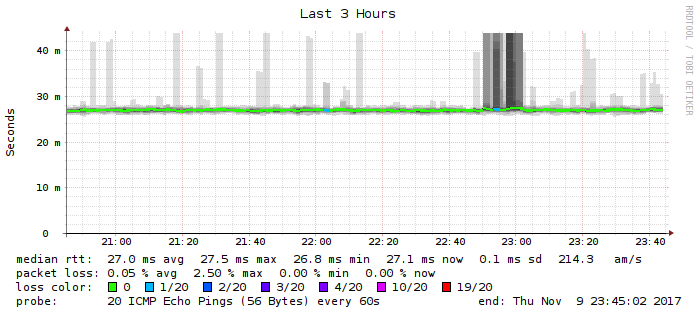 Last 3 Hours
RRDTOOL / TOBI OETIKER
Seconds
40 m
30 m
20 m
10 m
0
21:00 21:20 21:40 22:00 22:20 22:40 23:00 23:20 23:40
median rtt: 27.0 ms avg 27.5 ms max 26.8 ms min 27.1 ms now 0.1 ms sd 214.3 am/s
packet loss: 0.05 % avg 2.50 % max 0.00 % min 0.00 % now
loss color: 0 1/20 2/20 3/20 4/20 10/20 19/20
probe: 20 ICMP Echo Pings (56 Bytes) every 60s end: Thu Nov 9 23:45:02 2017